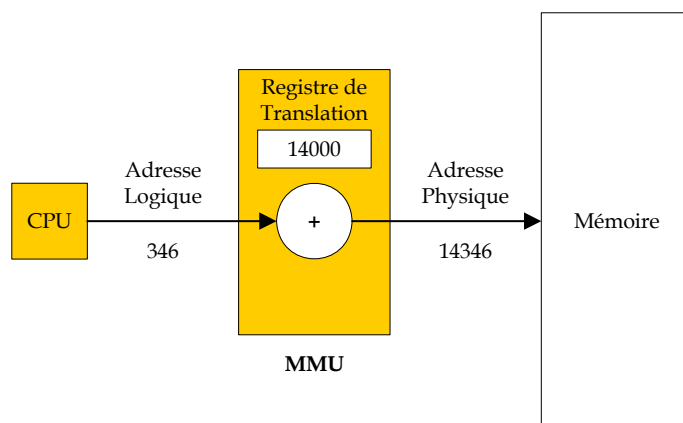 Registre de
Translation
14000
Adresse
Logique
Adresse
Physique
CPU
+
Mémoire
346
14346
MMU